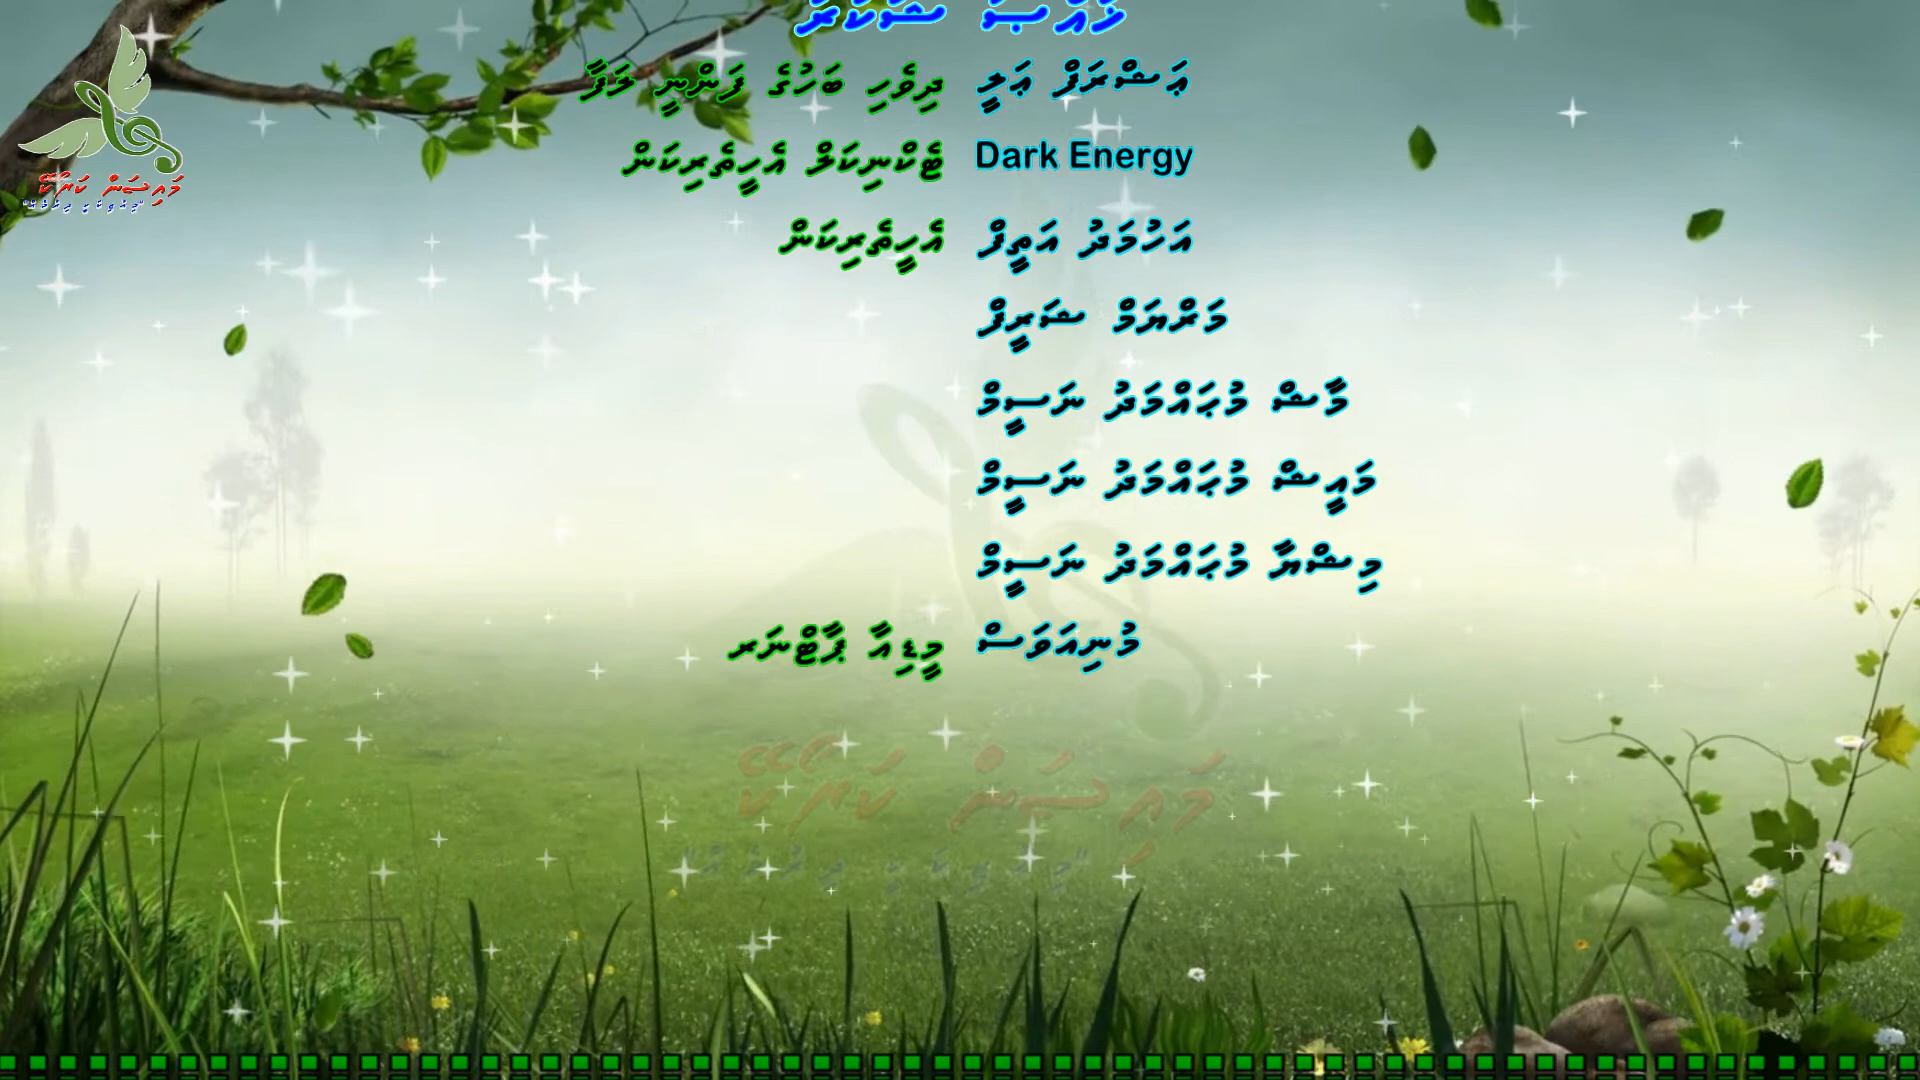 ޚާއްޞަ ޝުކުރު
ޢަޝްރަފް ޢަލީ ދިވެހި ބަހުގެ ފަންނީ ލަފާ
Dark Energy ޓެކްނިކަލް އެހީތެރިކަން
އަހުމަދު އަތީފް އެހީތެރިކަން
މަރްޔަމް ޝަރީފް
މާޝް މުޙައްމަދު ނަސީމް
މައީޝް މުޙައްމަދު ނަސީމް
މިޝްޔާ މުޙައްމަދު ނަސީމް
މުނިއަވަސް މީޑިއާ ޕާޓްނަރ
މައިސަން ކަރޯކޭ